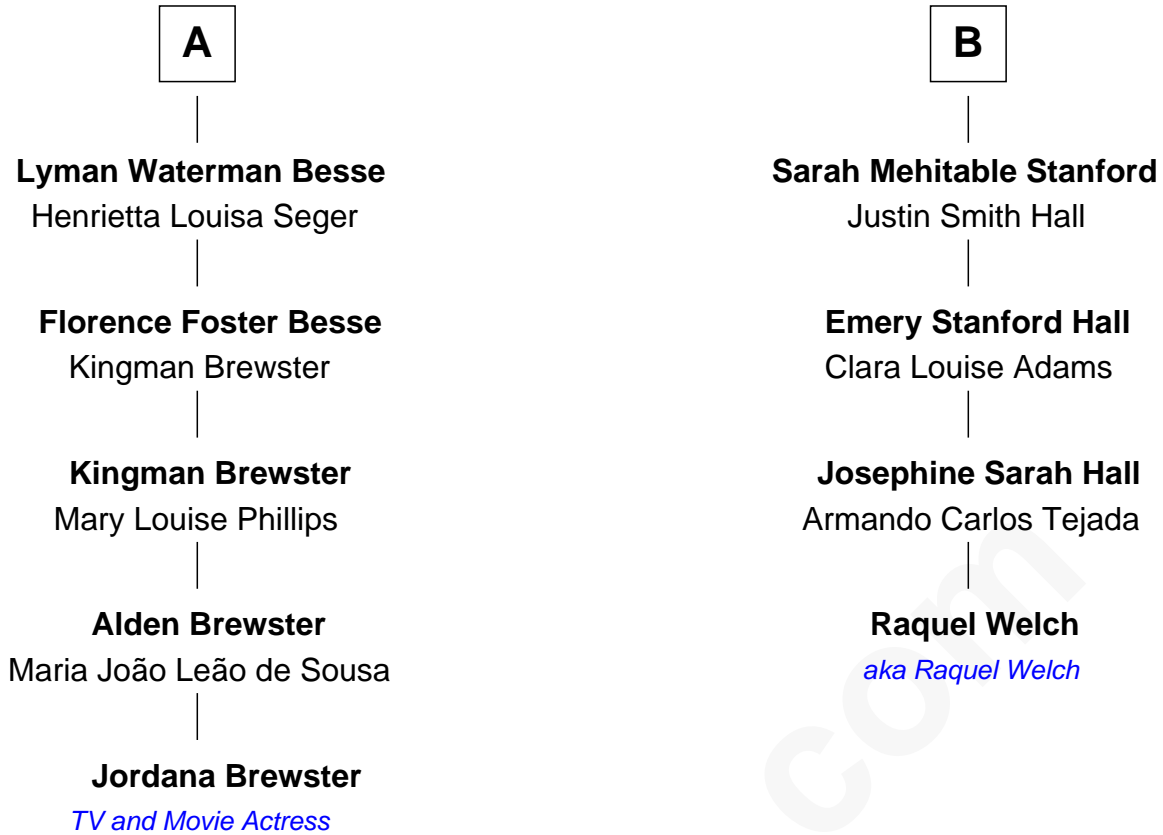 A
Lyman Waterman Besse
Henrietta Louisa Seger
Florence Foster Besse
Kingman Brewster
Kingman Brewster
Mary Louise Phillips
Alden Brewster
Maria João Leão de Sousa
Jordana Brewster
TV and Movie Actress
B
Sarah Mehitable Stanford
Justin Smith Hall
Emery Stanford Hall
Clara Louise Adams
Josephine Sarah Hall
Armando Carlos Tejada
Raquel Welch
aka Raquel Welch
com